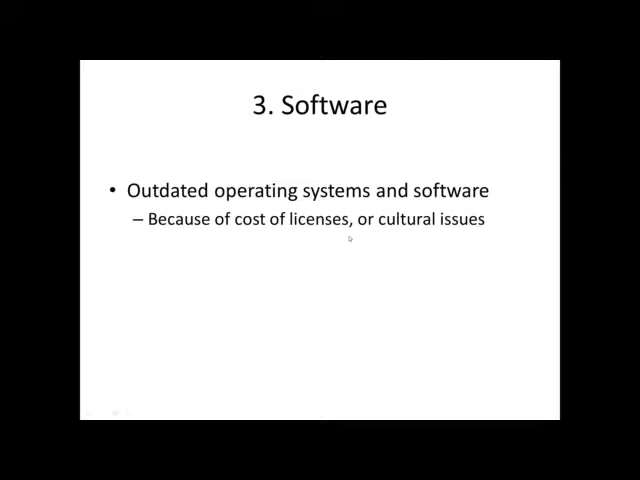 3. Software
• Outdated operating systems and software
– Because of cost of licenses, or cultural issues